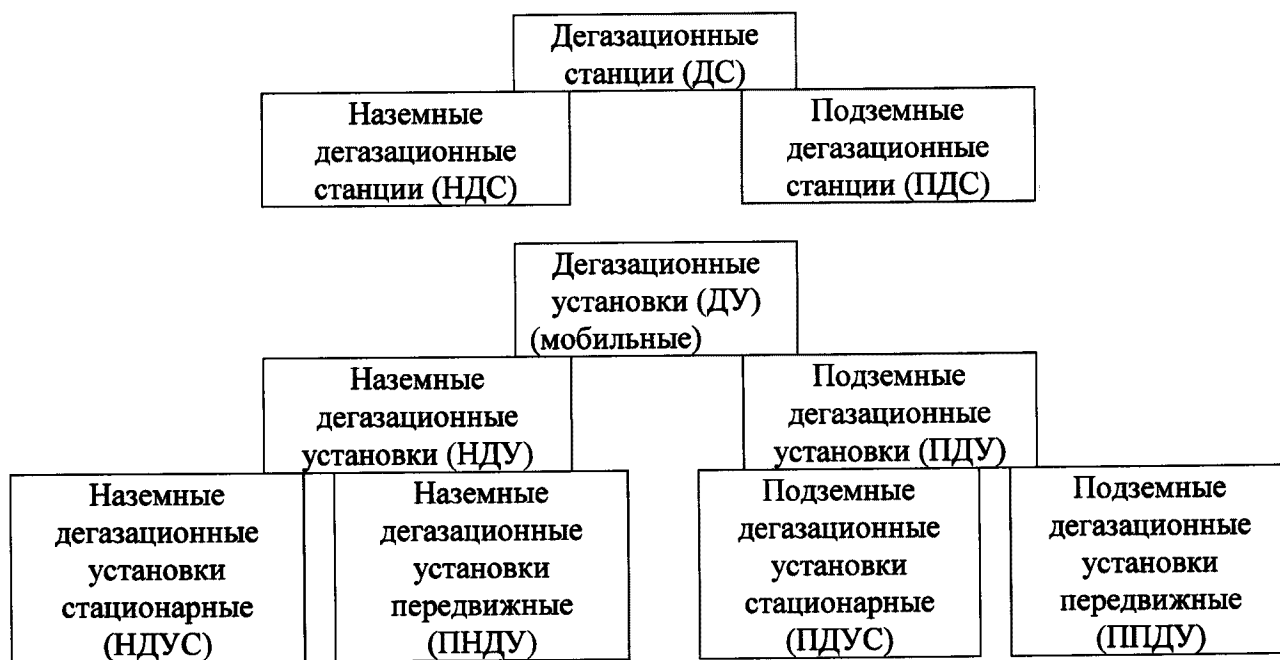 Дегазационные
станции (ДС)
Наземные
дегазационные
станции (НДС)
Подземные
дегазационные
станции (ПДС)
Дегазационные
установки (ДУ)
(мобильные)
Наземные
дегазационные
установки (НДУ)
Подземные
дегазационные
установки (ПДУ)
Наземные
дегазационные
установки
стационарные
(НДУС)
Наземные
дегазационные
установки
передвижные
(ПНДУ)
Подземные
дегазационные
установки
стационарные
(ПДУС)
Подземные
дегазационные
установки
передвижные
(ППДУ)